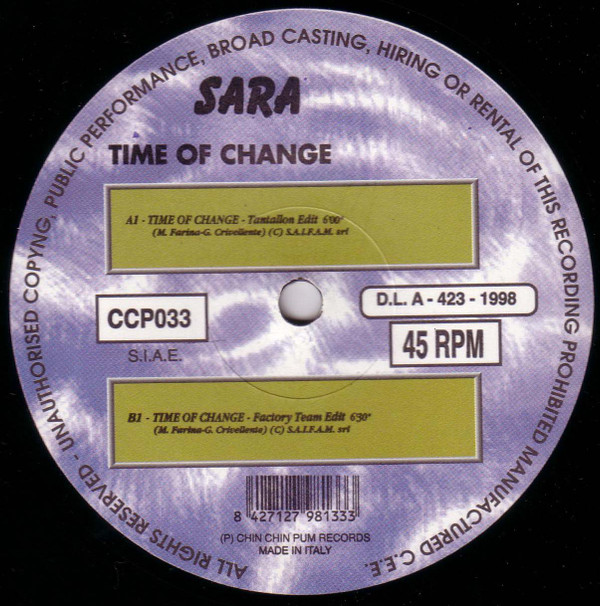 ALL RIGHTS RESERVED - UNAUTHORISED COPYNG, PUBLIC PERFORMANCE, BROAD CASTING, HIRING OR RENTAL OF THIS RECORDING PROHIBITED MANUFACTURED C.E.E.
SARA
TIME OF CHANGE
A1 - TIME OF CHANGE - Tantallon Edit 6'00"
(M. Farina-G. Crivellente) (C) S.A.I.F.A.M. srl
CCP033
S.I.A.E.
D.L. A - 423 - 1998
45 RPM
B1 - TIME OF CHANGE - Factory Team Edit 6'30"
(M. Farina-G. Crivellente) (C) S.A.I.F.A.M. srl
8 427127 981333
(P) CHIN CHIN PUM RECORDS
MADE IN ITALY